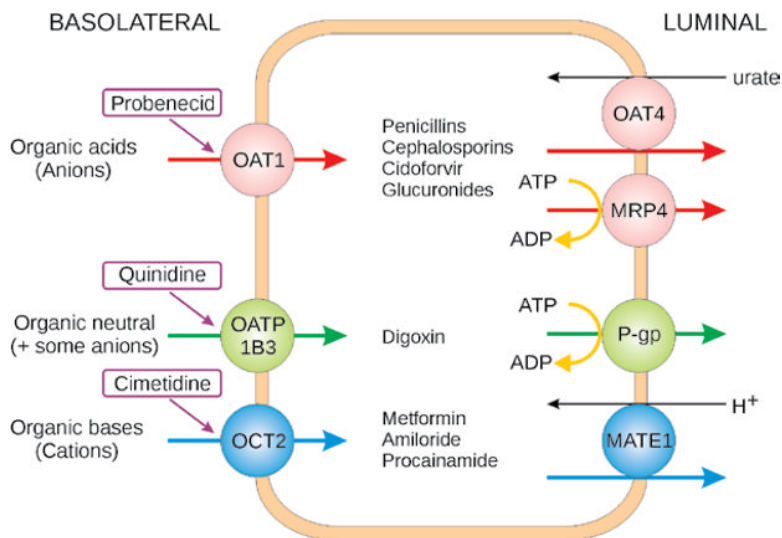 BASOLATERAL
LUMINAL
Probenecid
Organic acids
(Anions)
OAT1
Penicillins
Cephalosporins
Cidoforvir
Glucuronides
urate
OAT4
ATP
MRP4
ADP
Quinidine
Organic neutral
(+ some anions)
OATP
1B3
Digoxin
ATP
P-gp
ADP
Cimetidine
Organic bases
(Cations)
OCT2
Metformin
Amiloride
Procainamide
H+
MATE1